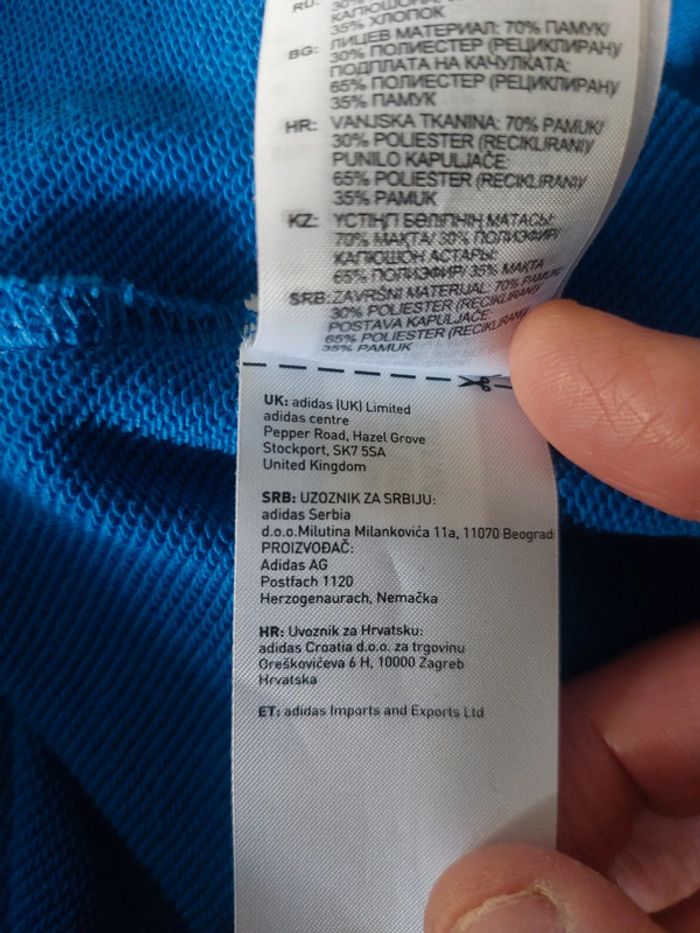 RU: 30%
КАПЮШОНА
35% ХЛОПОК
BG: ЛИЦЕВ МАТЕРИАЛ: 70% ПАМУК/
30% ПОЛИЕСТЕР (РЕЦИКЛИРАН)/
ПОДПЛАТА НА КАЧУЛКАТА:
65% ПОЛИЕСТЕР (РЕЦИКЛИРАН)/
35% ПАМУК
HR: VANJSKA TKANINA: 70% PAMUK/
30% POLIESTER (RECIKLIRANI)/
PUNILO KAPULJAČE:
65% POLIESTER (RECIKLIRANI)/
35% PAMUK
KZ: ҮСТІҢГІ БӨЛІГІНІҢ МАТАСЫ:
70% МАҚТА/ 30% ПОЛИЭФИР/
КАПЮШОН АСТАРЫ:
65% ПОЛИЭФИР/ 35% МАҚТА
SRB: ZAVRŠNI MATERIJAL: 70% PAMUK/
30% POLIESTER (RECIKLIRANI)/
POSTAVA KAPULJAČE:
65% POLIESTER (RECIKLIRANI)/
35% PAMUK
UK: adidas (UK) Limited
adidas centre
Pepper Road, Hazel Grove
Stockport, SK7 5SA
United Kingdom
SRB: UZOZNIK ZA SRBIJU:
adidas Serbia
d.o.o.Milutina Milankovića 11a, 11070 Beograd
PROIZVOĐAČ:
Adidas AG
Postfach 1120
Herzogenaurach, Nemačka
HR: Uvoznik za Hrvatsku:
adidas Croatia d.o.o. za trgovinu
Oreškovićeva 6 H, 10000 Zagreb
Hrvatska
ET: adidas Imports and Exports Ltd